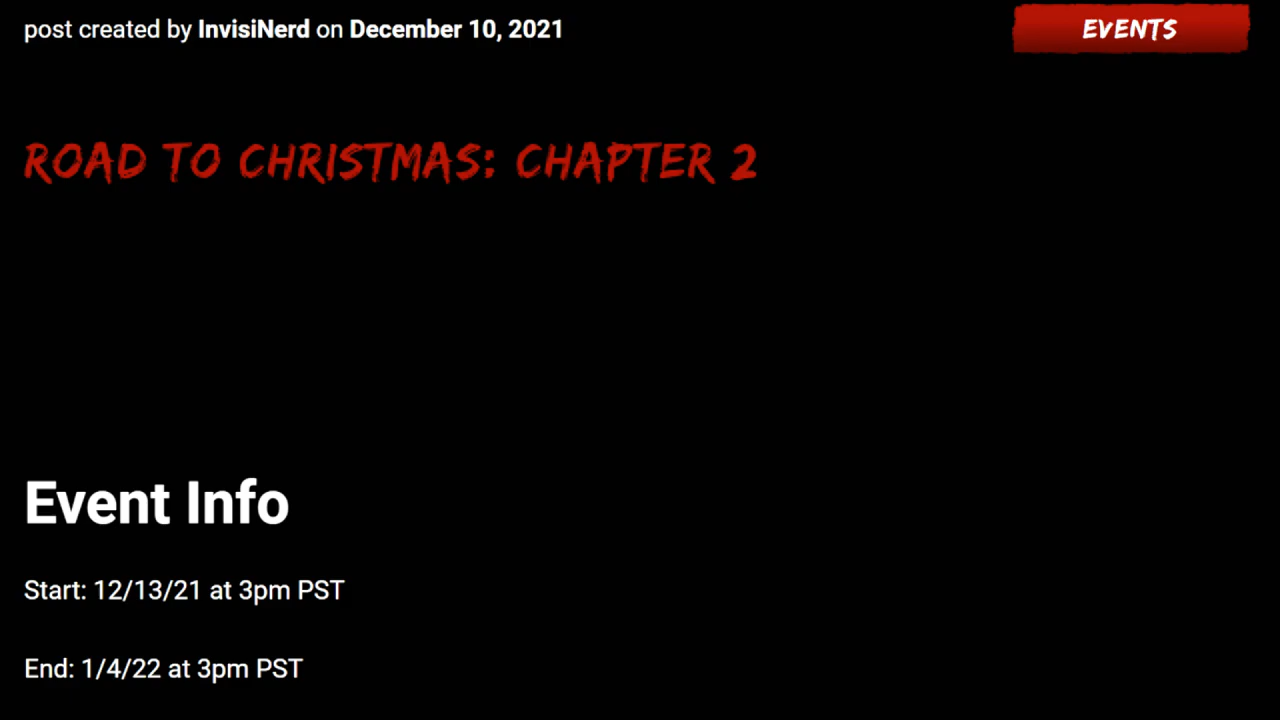 post created by InvisiNerd on December 10, 2021
EVENTS
ROAD TO CHRISTMAS: CHAPTER 2
Event Info
Start: 12/13/21 at 3pm PST
End: 1/4/22 at 3pm PST